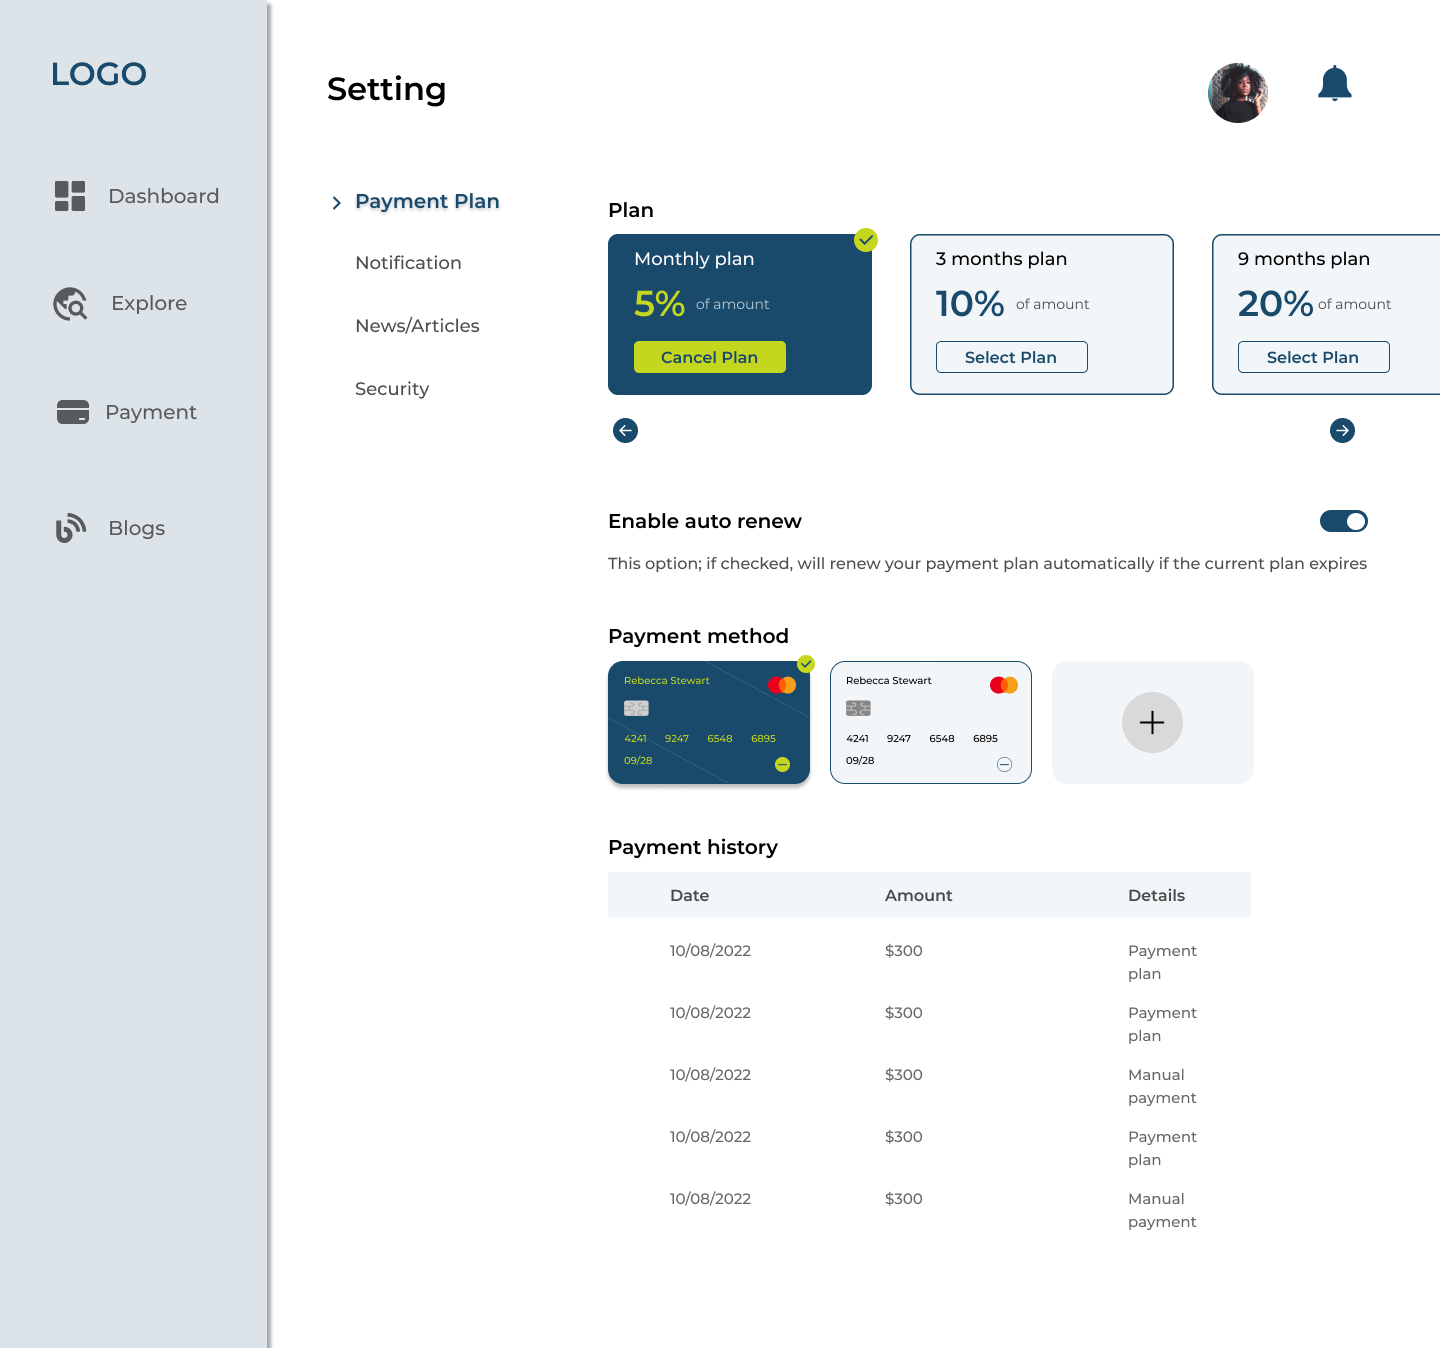 LOGO
Dashboard
Explore
Payment
Blogs
Setting
Payment Plan
Notification
News/Articles
Security
Plan
Monthly plan
5% of amount
Cancel Plan
3 months plan
10% of amount
Select Plan
9 months plan
20% of amount
Select Plan
Enable auto renew
This option; if checked, will renew your payment plan automatically if the current plan expires
Payment method
Rebecca Stewart
4241 9247 6548 6895
09/28
Rebecca Stewart
4241 9247 6548 6895
09/28
Payment history
Date Amount Details
10/08/2022 $300 Payment
plan
10/08/2022 $300 Payment
plan
10/08/2022 $300 Manual
payment
10/08/2022 $300 Payment
plan
10/08/2022 $300 Manual
payment